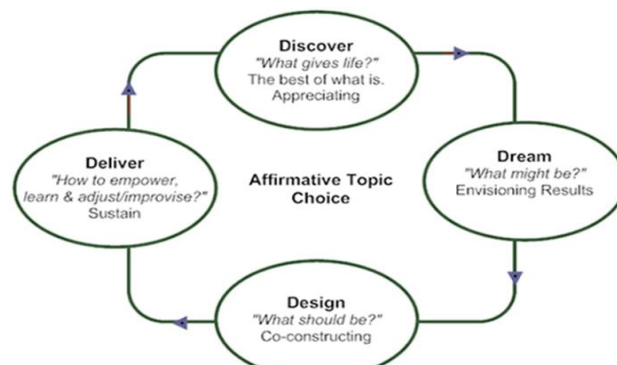 Discover
"What gives life?"
The best of what is.
Appreciating
Dream
"What might be?"
Envisioning Results
Deliver
"How to empower,
learn & adjust/improvise?"
Sustain
Affirmative Topic
Choice
Design
"What should be?"
Co-constructing